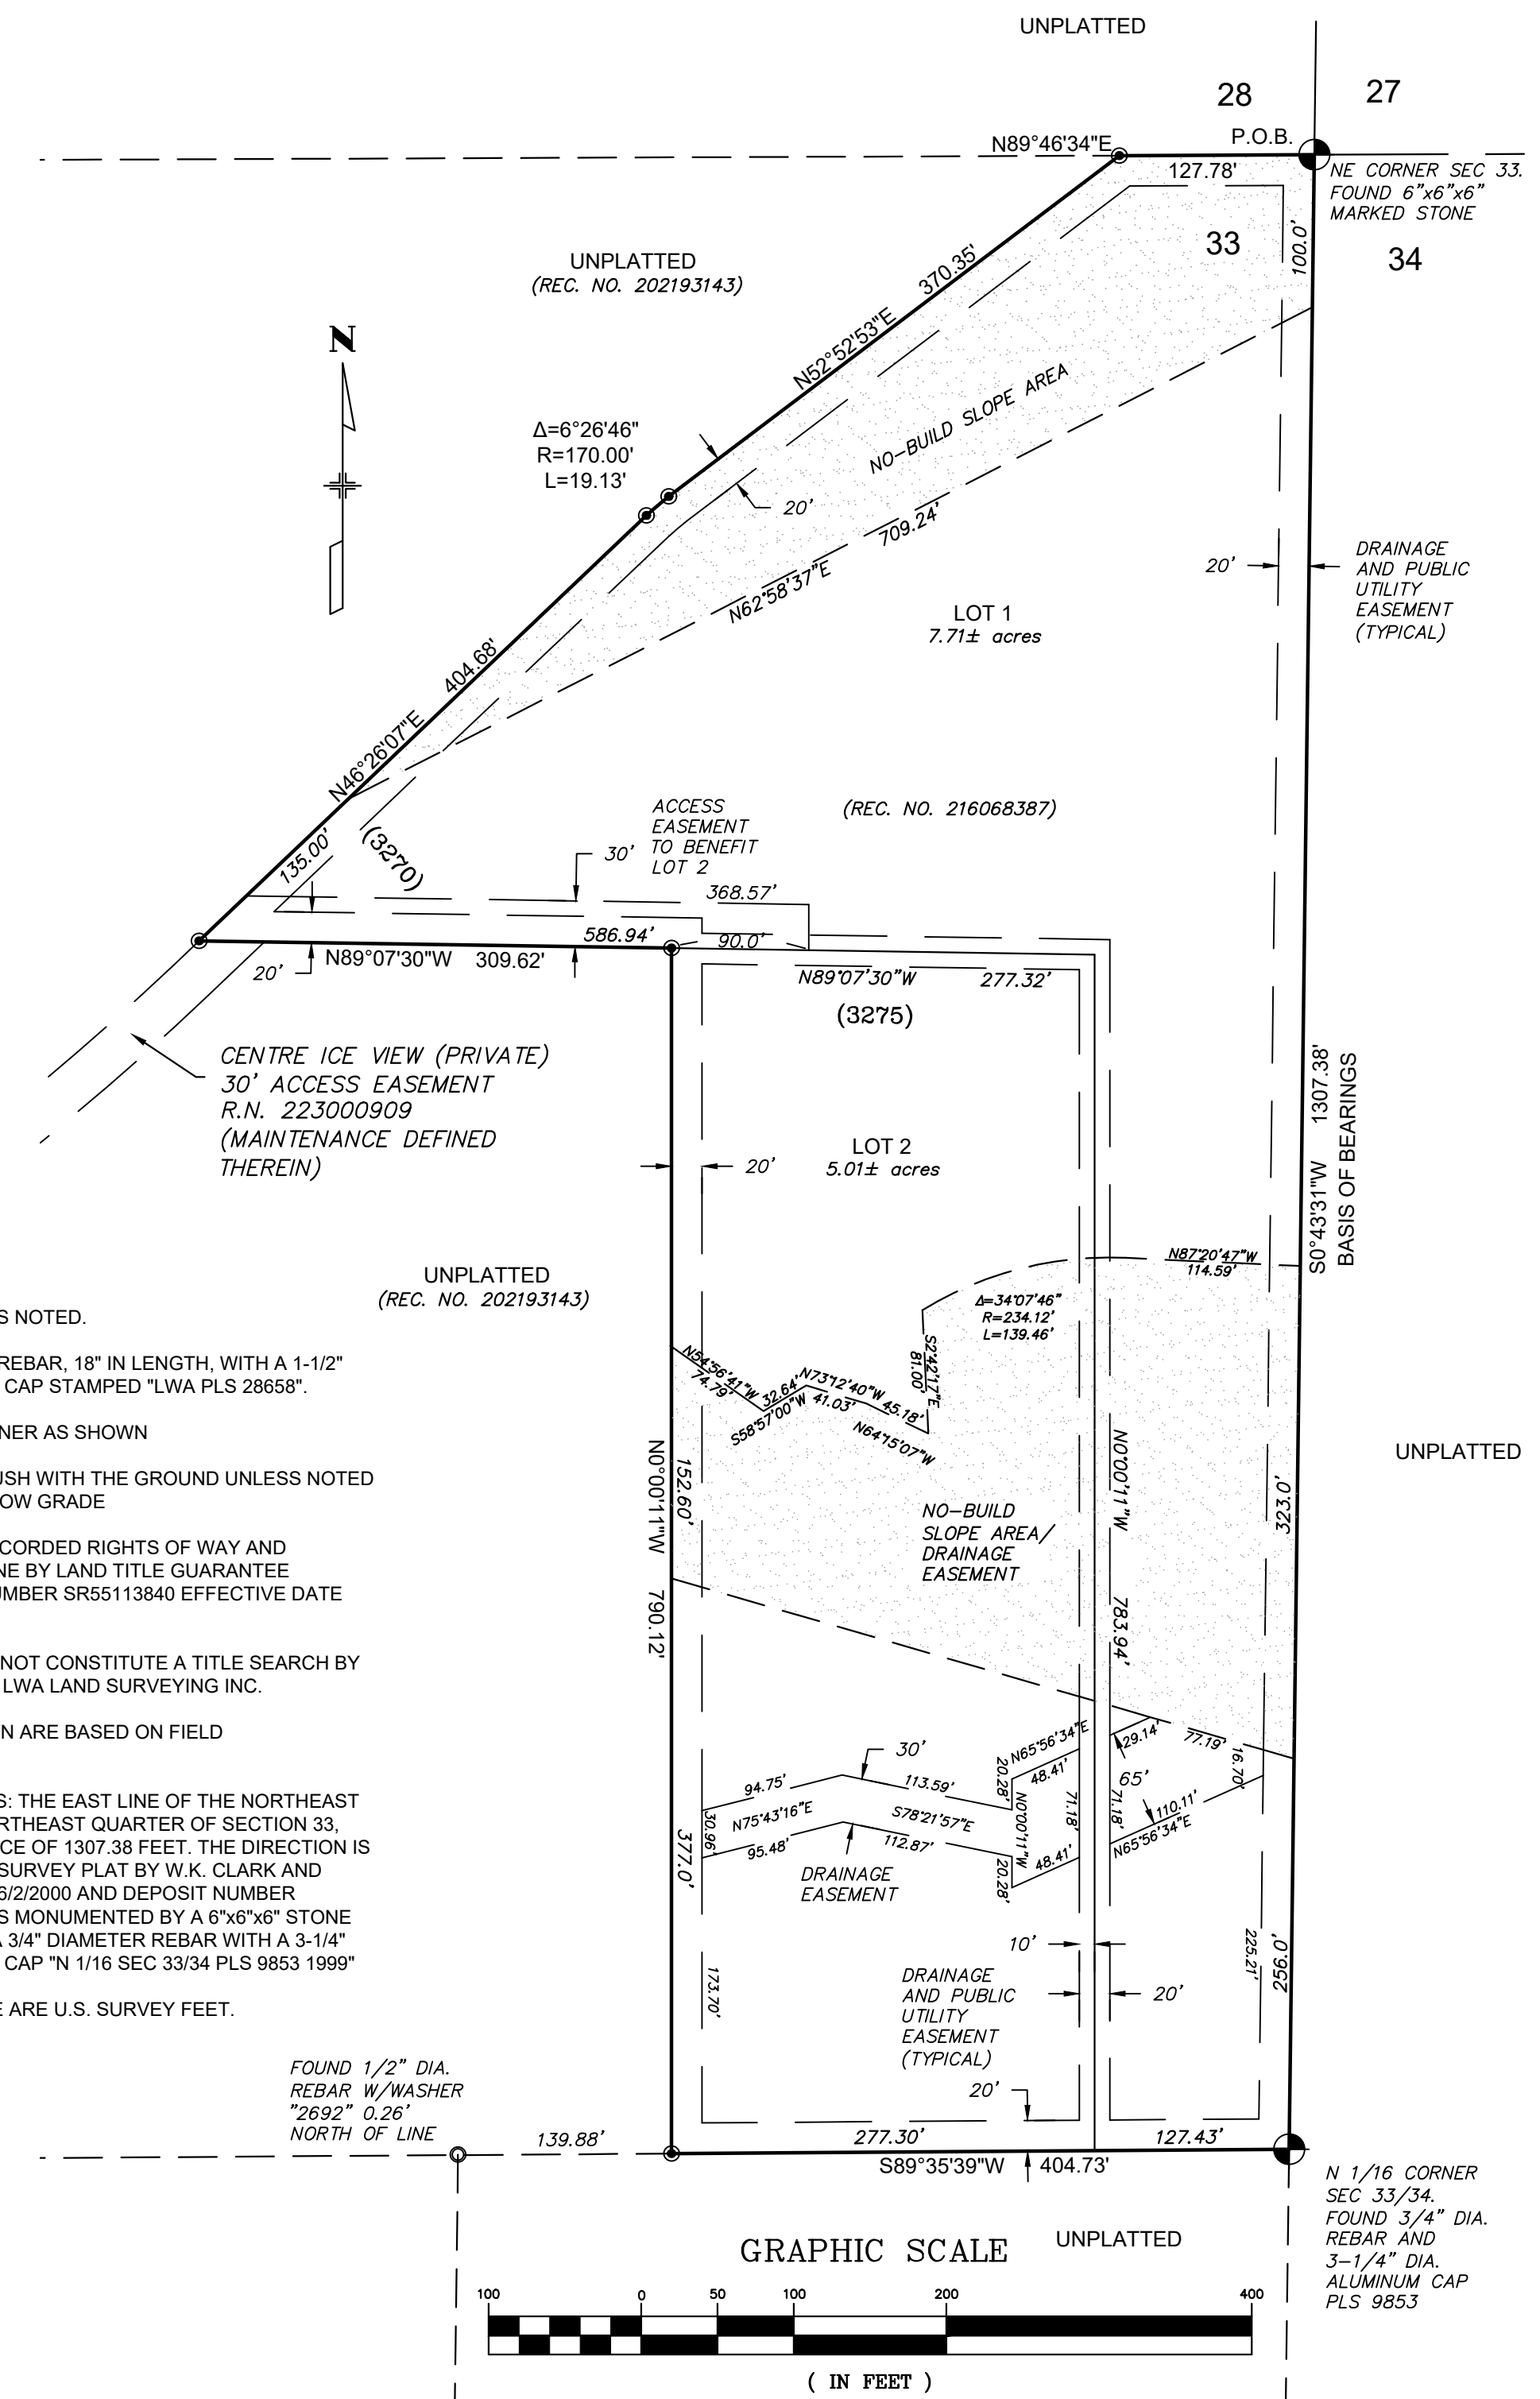 UNPLATTED
28
27
N89°46'34"E
P.O.B.
127.78'
NE CORNER SEC 33.
FOUND 6"x6"x6"
MARKED STONE
33
34
100.0'
UNPLATTED
(REC. NO. 202193143)
370.35'
N52°52'53"E
N
NO-BUILD SLOPE AREA
Δ=6°26'46"
R=170.00'
L=19.13'
20'
709.24'
N62°58'37"E
20'
DRAINAGE
AND PUBLIC
UTILITY
EASEMENT
(TYPICAL)
LOT 1
7.71± acres
404.68'
N46°26'07"E
135.00'
(3270)
ACCESS
EASEMENT
TO BENEFIT
LOT 2
(REC. NO. 216068387)
30'
368.57'
586.94'
90.0'
N89°07'30"W 309.62'
20'
N89°07'30"W 277.32'
(3275)
CENTRE ICE VIEW (PRIVATE)
30' ACCESS EASEMENT
R.N. 223000909
(MAINTENANCE DEFINED
THEREIN)
S0°43'31"W 1307.38'
BASIS OF BEARINGS
LOT 2
5.01± acres
20'
UNPLATTED
(REC. NO. 202193143)
N87°20'47"W
114.59'
Δ=34°07'46"
R=234.12'
L=139.46'
S2°42'17"E
81.00'
N54°56'41"W
74.79'
32.64'
S58°57'00"W
N73°12'40"W
41.03'
45.18'
N64°15'07"W
S NOTED.
REBAR, 18" IN LENGTH, WITH A 1-1/2"
CAP STAMPED "LWA PLS 28658".
NER AS SHOWN
USH WITH THE GROUND UNLESS NOTED
OW GRADE
CORDED RIGHTS OF WAY AND
NE BY LAND TITLE GUARANTEE
UMBER SR55113840 EFFECTIVE DATE
NOT CONSTITUTE A TITLE SEARCH BY
LWA LAND SURVEYING INC.
N ARE BASED ON FIELD
S: THE EAST LINE OF THE NORTHEAST
RTHEAST QUARTER OF SECTION 33,
CE OF 1307.38 FEET. THE DIRECTION IS
SURVEY PLAT BY W.K. CLARK AND
6/2/2000 AND DEPOSIT NUMBER
S MONUMENTED BY A 6"x6"x6" STONE
A 3/4" DIAMETER REBAR WITH A 3-1/4"
CAP "N 1/16 SEC 33/34 PLS 9853 1999"
E ARE U.S. SURVEY FEET.
UNPLATTED
N0°00'11"W 790.12'
152.60'
NO-BUILD
SLOPE AREA/
DRAINAGE
EASEMENT
N0°00'11"W 783.94'
323.0'
30'
94.75'
113.59'
N75°43'16"E
S78°21'57"E
30.96'
95.48'
112.87'
20.28'
N65°56'34"E
48.41'
N0°00'11"W
71.18'
20.28'
48.41'
29.14'
77.19'
65'
16.70'
71.18'
110.11'
N65°56'34"E
377.0'
DRAINAGE
EASEMENT
173.70'
10'
DRAINAGE
AND PUBLIC
UTILITY
EASEMENT
(TYPICAL)
20'
20'
225.21'
256.0'
FOUND 1/2" DIA.
REBAR W/WASHER
"2692" 0.26'
NORTH OF LINE
139.88'
277.30'
127.43'
S89°35'39"W 404.73'
N 1/16 CORNER
SEC 33/34.
FOUND 3/4" DIA.
REBAR AND
3-1/4" DIA.
ALUMINUM CAP
PLS 9853
UNPLATTED
GRAPHIC SCALE
100 0 50 100 200 400
( IN FEET )